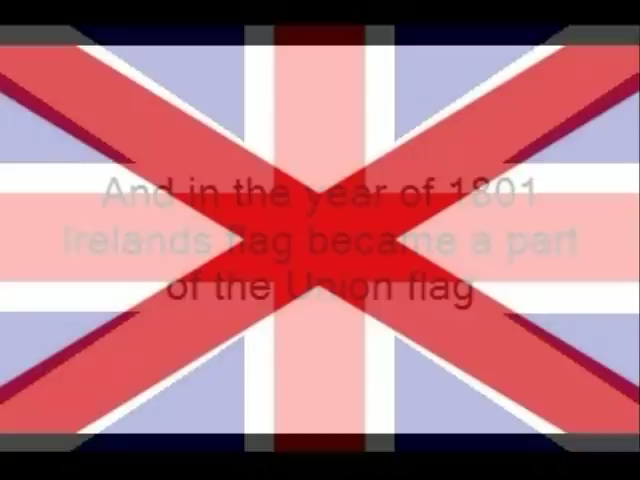 And in the year of 1801
Irelands flag became a part
of the Union flag